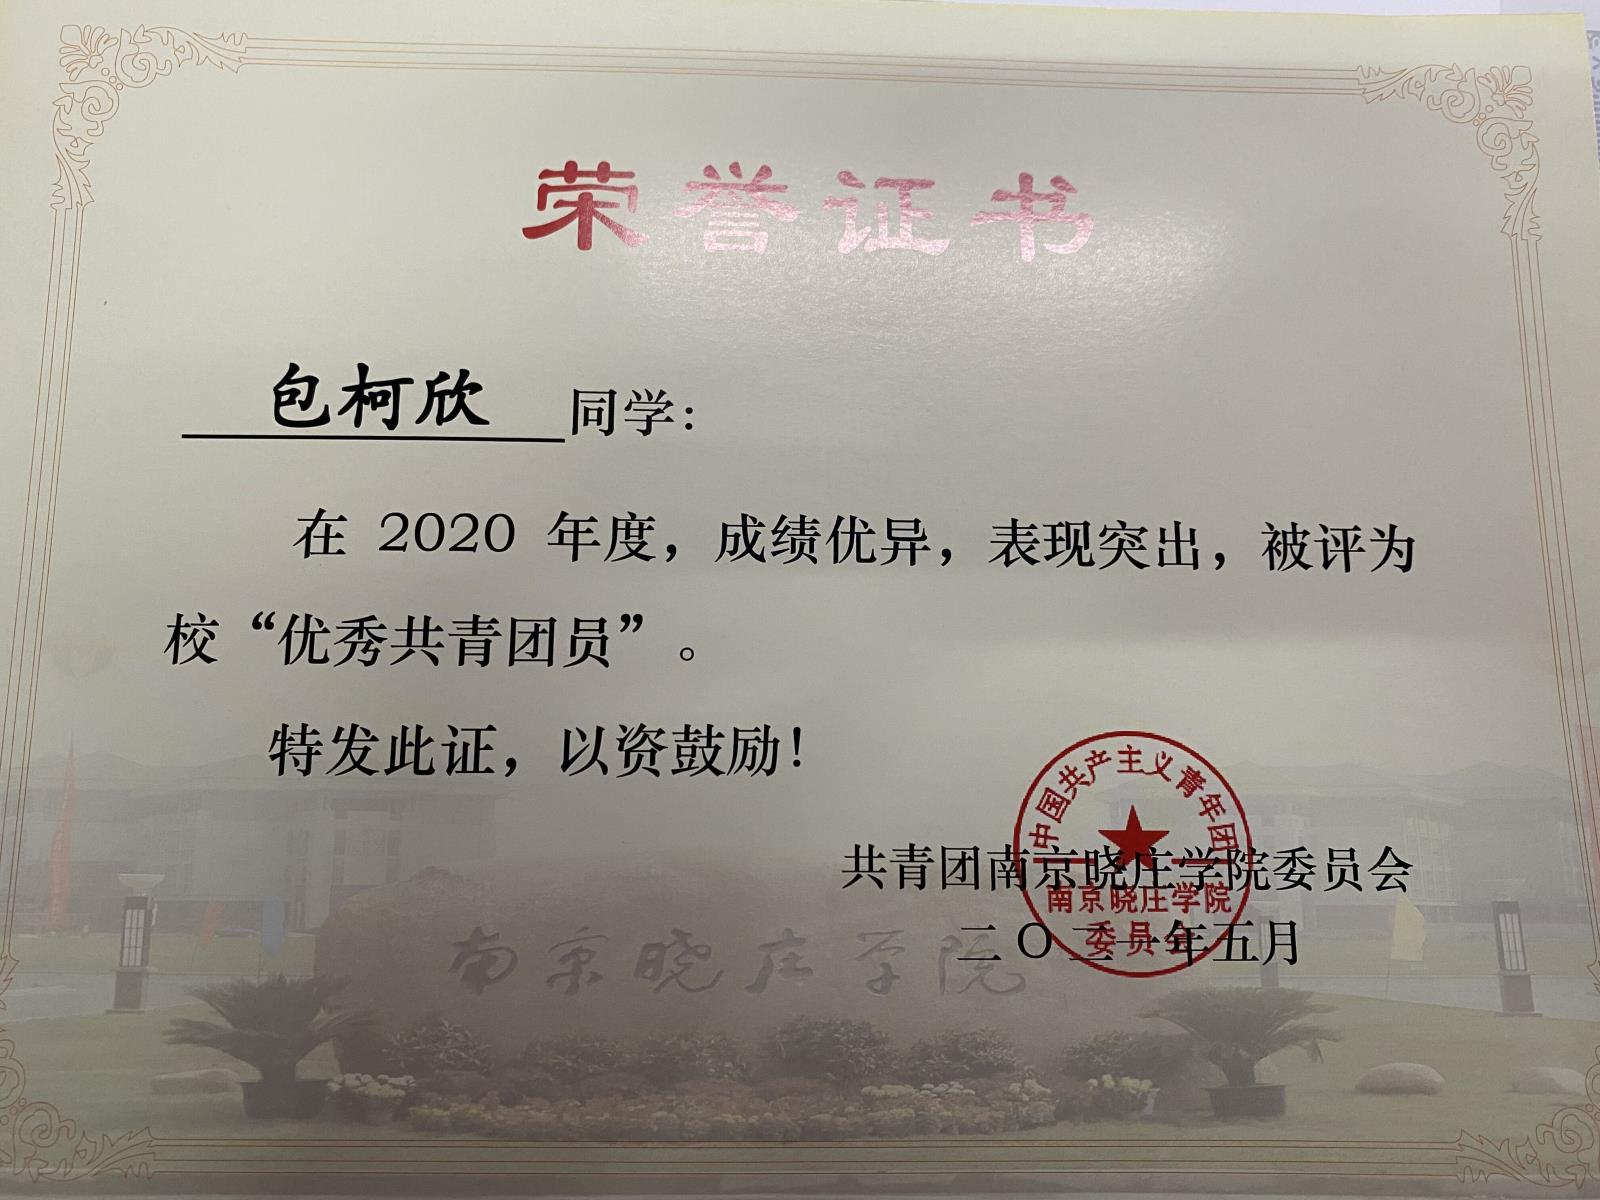 荣誉证书
包柯欣 同学：
在 2020 年度，成绩优异，表现突出，被评为
校“优秀共青团员”。
特发此证，以资鼓励！
中国共产主义青年团
共青团南京晓庄学院委员会
南京晓庄学院
委员会
二〇二一年五月
南京晓庄学院